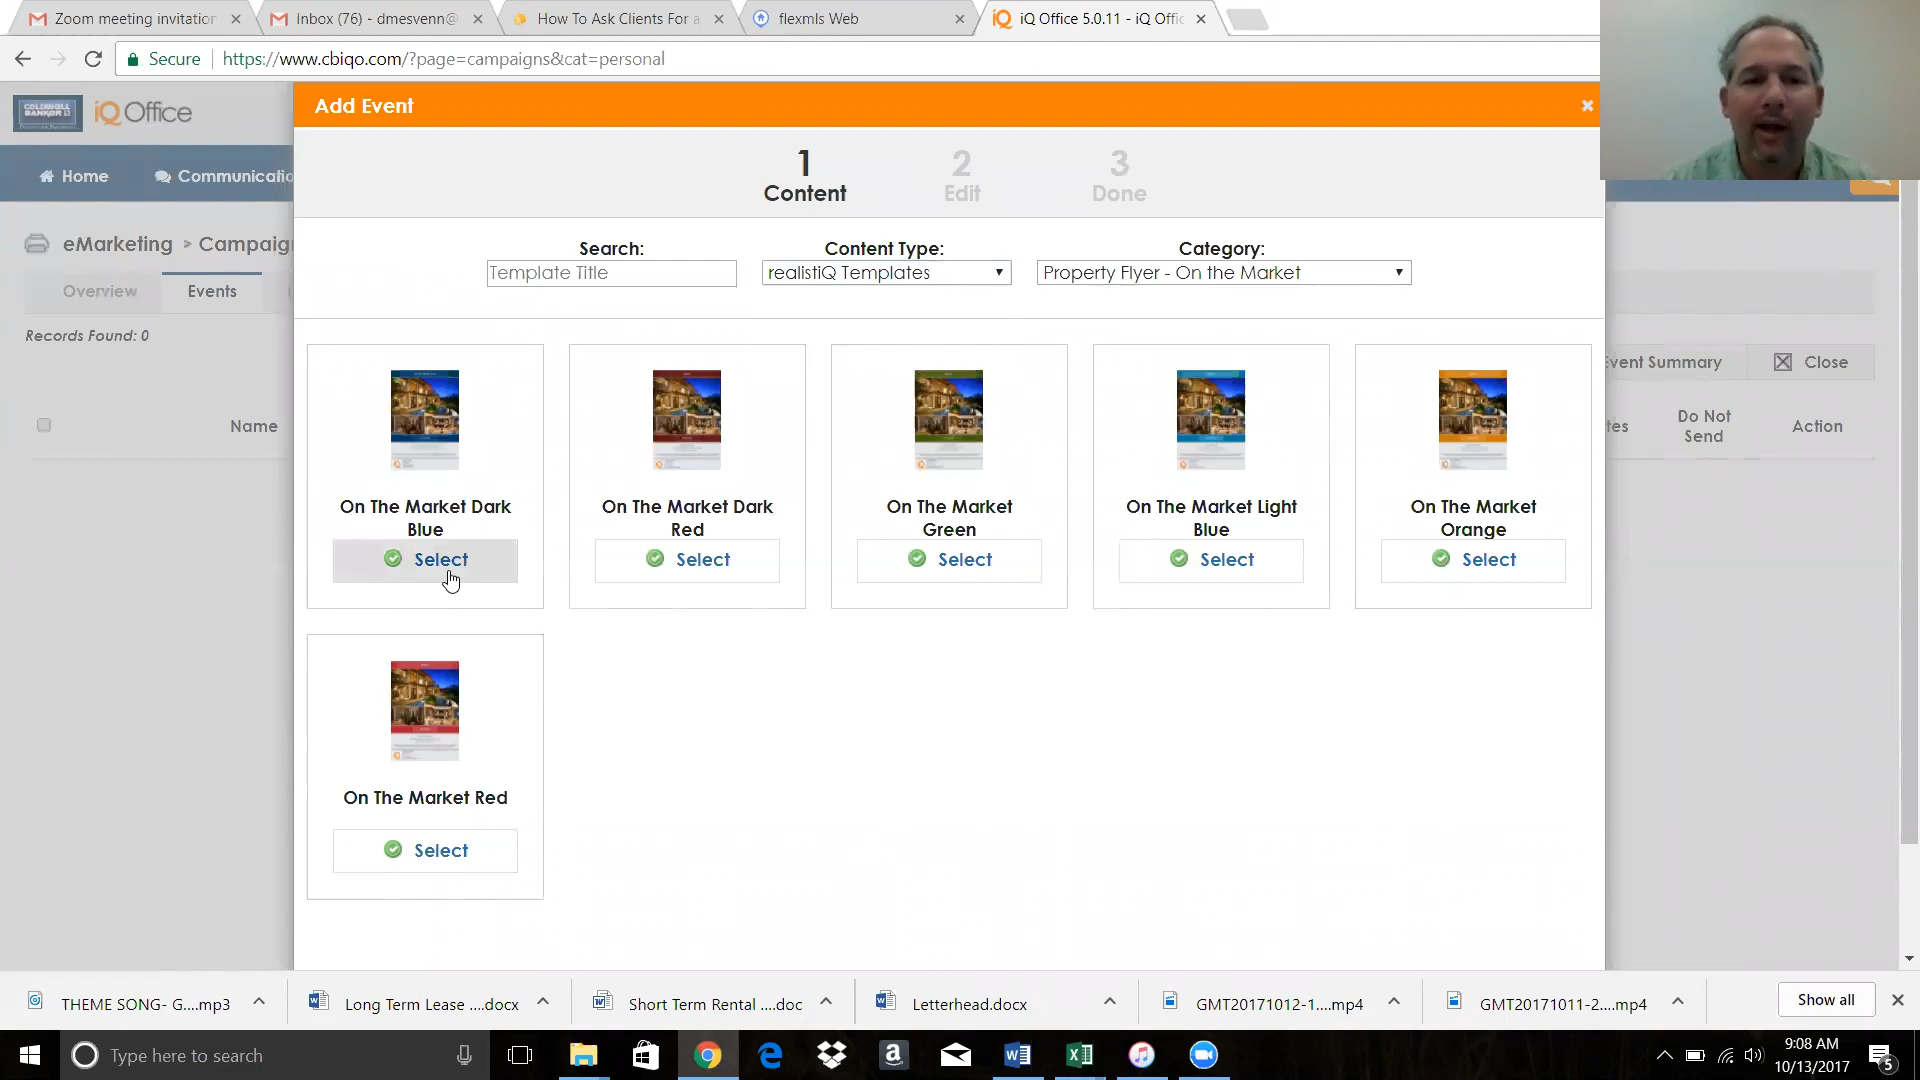 Zoom meeting invitation
Inbox (76) - dmesvenn@
How To Ask Clients For a
flexmls Web
iQ Office 5.0.11 - iQ Offic
Secure
https://www.cbiqo.com/?page=campaigns&cat=personal
COLDWELL
BANKER
iQ Office
Add Event
1
Content
2
Edit
3
Done
Home
Communicatio
eMarketing > Campaig
Overview
Events
Records Found: 0
Search:
Template Title
Content Type:
realistiQ Templates
Category:
Property Flyer - On the Market
Event Summary
Close
Name
tes
Do Not
Send
Action
On The Market Dark
Blue
Select
On The Market Dark
Red
Select
On The Market
Green
Select
On The Market Light
Blue
Select
On The Market
Orange
Select
On The Market Red
Select
THEME SONG- G....mp3
Long Term Lease ....docx
Short Term Rental ....doc
Letterhead.docx
GMT20171012-1....mp4
GMT20171011-2....mp4
Show all
Type here to search
9:08 AM
10/13/2017
5